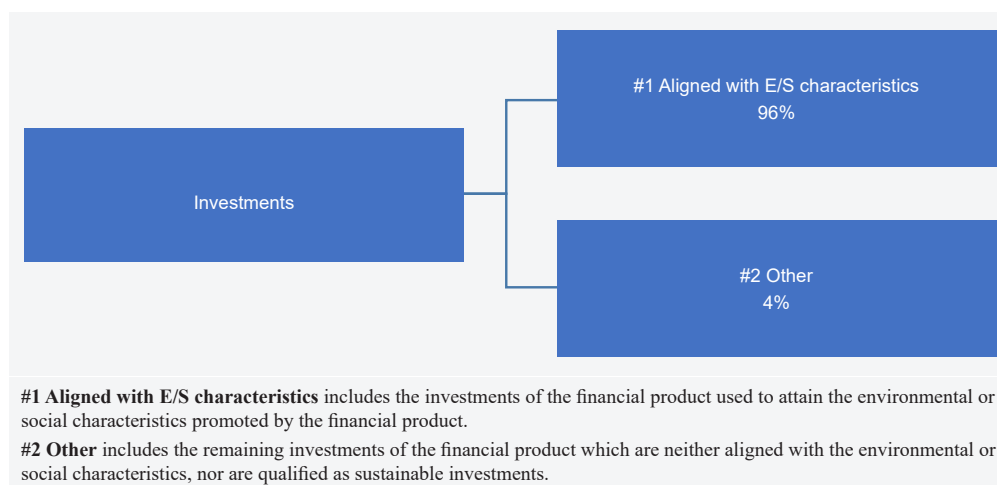 #1 Aligned with E/S characteristics
96%
Investments
#2 Other
4%
#1 Aligned with E/S characteristics includes the investments of the financial product used to attain the environmental or
social characteristics promoted by the financial product.
#2 Other includes the remaining investments of the financial product which are neither aligned with the environmental or
social characteristics, nor are qualified as sustainable investments.